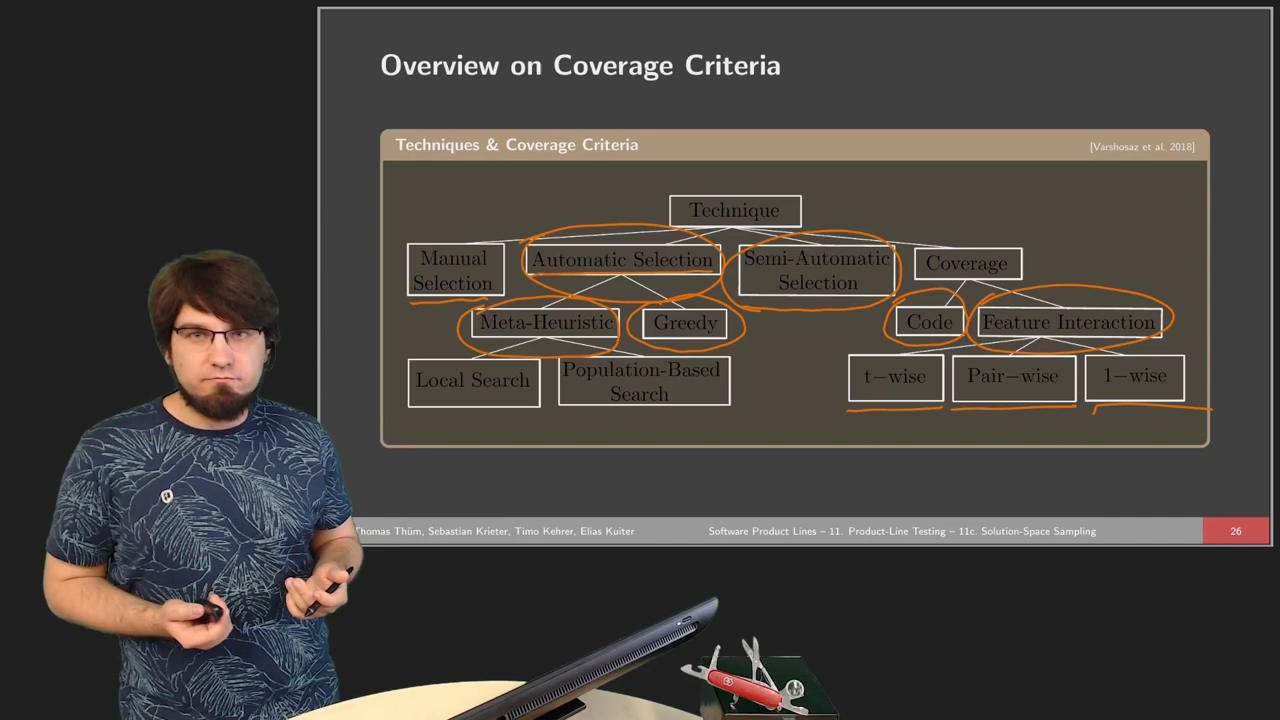 Overview on Coverage Criteria
Techniques & Coverage Criteria
[Varshosaz et al. 2018]
Technique
Manual
Selection
Automatic Selection
Semi-Automatic
Selection
Coverage
Meta-Heuristic
Greedy
Code
Feature Interaction
Local Search
Population-Based
Search
t-wise
Pair-wise
1-wise
Thomas Thüm, Sebastian Krieter, Timo Kehrer, Elias Kuiter
Software Product Lines – 11. Product-Line Testing – 11c. Solution-Space Sampling
26